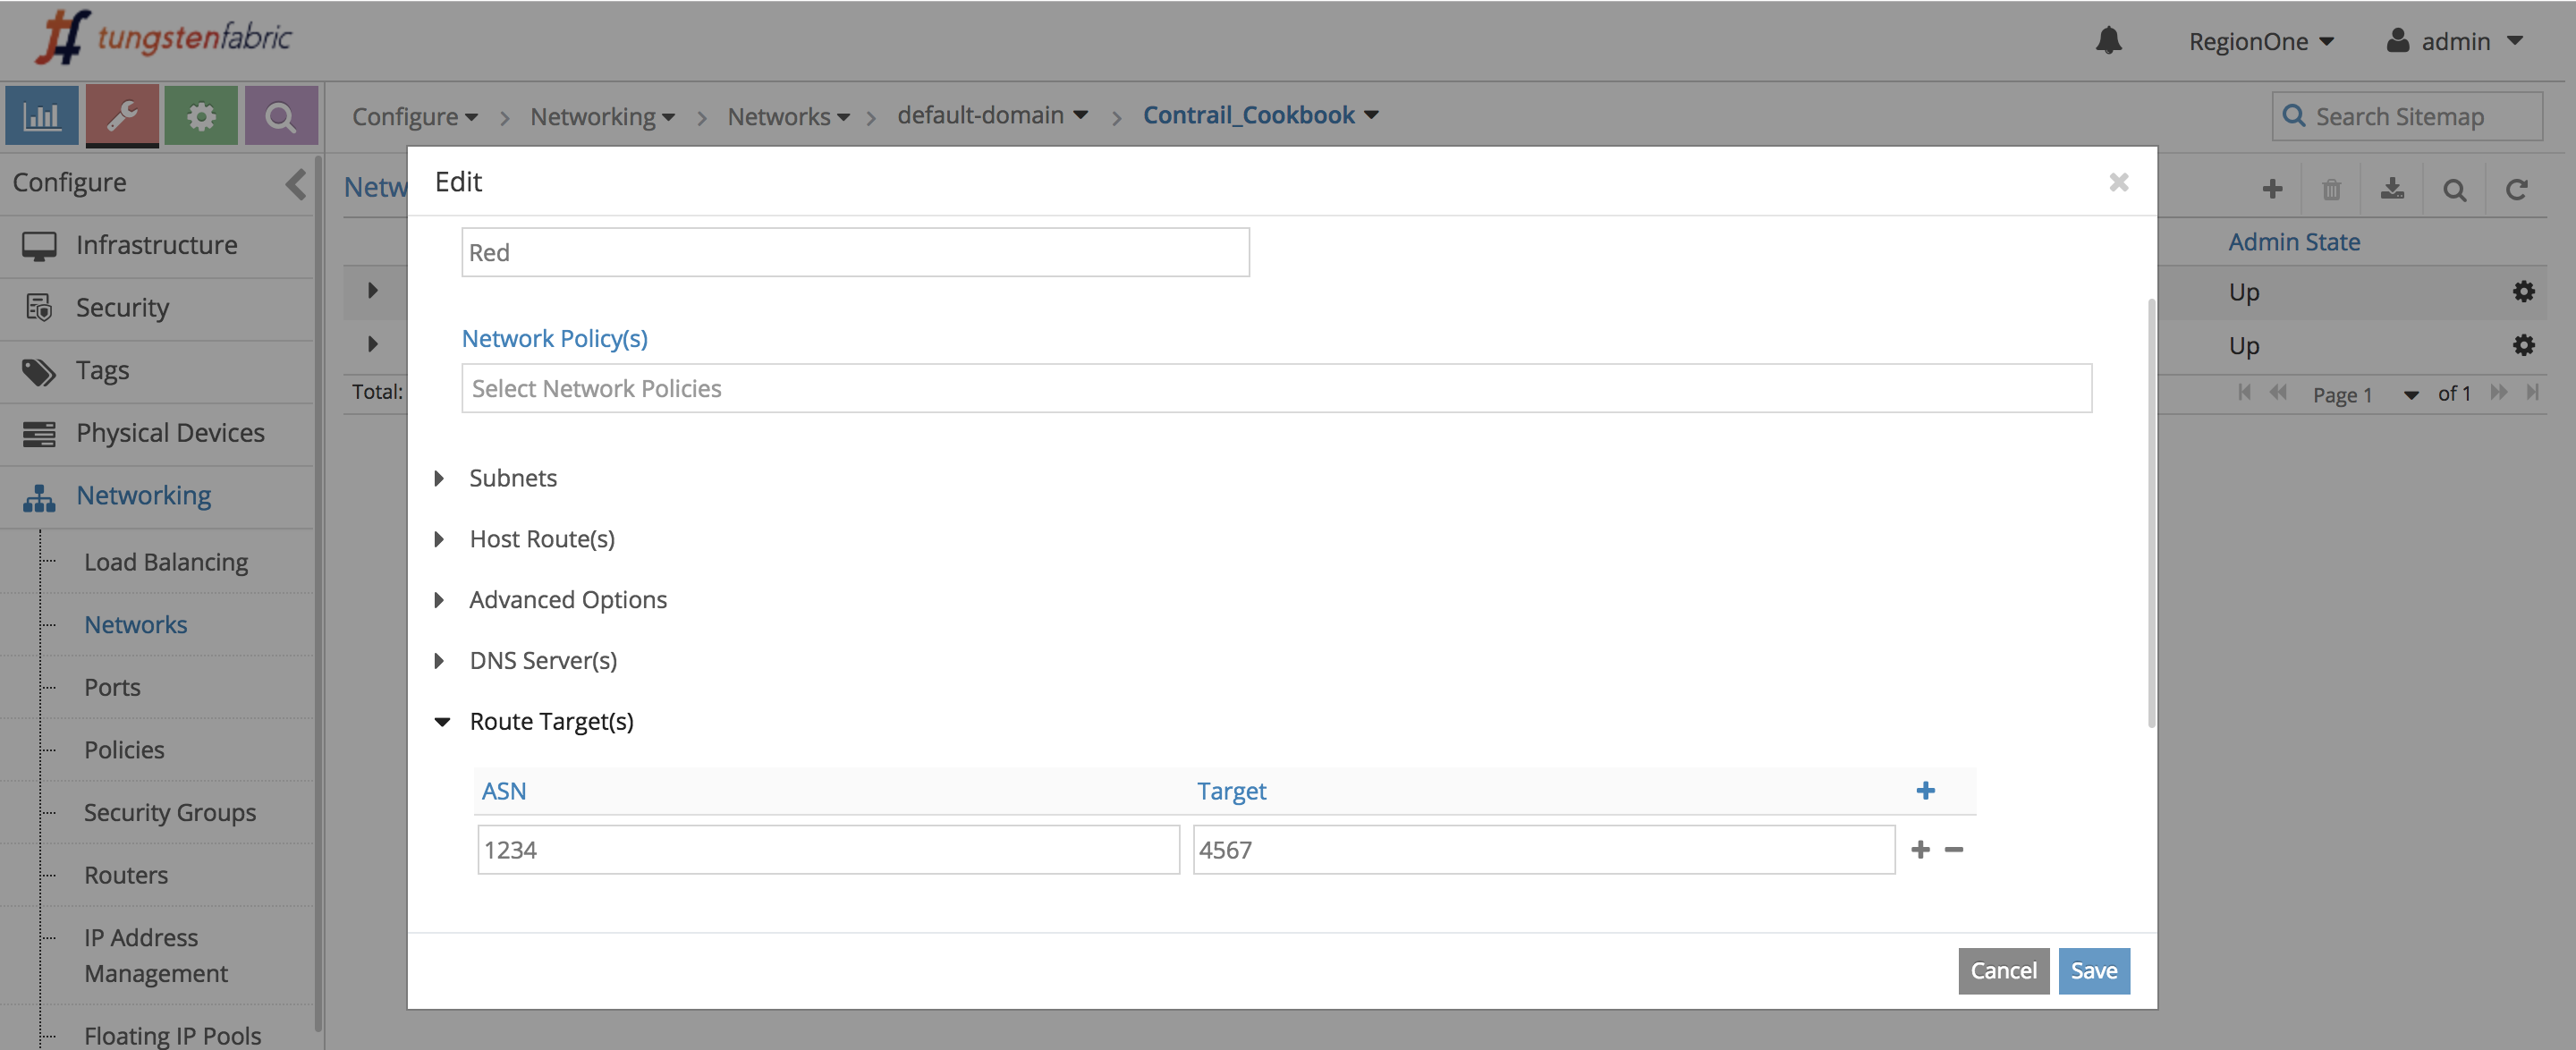 tungstenfabric
RegionOne
admin
Configure
Networking
Networks
default-domain
Contrail_Cookbook
Search Sitemap
Configure
Infrastructure
Security
Tags
Physical Devices
Networking
Load Balancing
Networks
Ports
Policies
Security Groups
Routers
IP Address
Management
Floating IP Pools
Netw
Total:
Edit
Red
Network Policy(s)
Select Network Policies
Subnets
Host Route(s)
Advanced Options
DNS Server(s)
Route Target(s)
ASN Target
1234 4567
Cancel Save
Admin State
Up
Up
Page 1 of 1